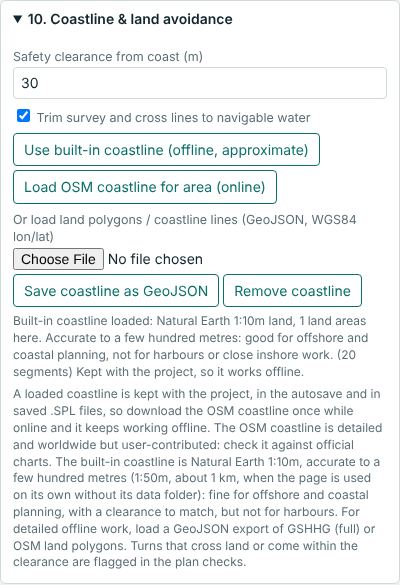 ▼ 10. Coastline & land avoidance
Safety clearance from coast (m)
30
Trim survey and cross lines to navigable water
Use built-in coastline (offline, approximate)
Load OSM coastline for area (online)
Or load land polygons / coastline lines (GeoJSON, WGS84
lon/lat)
Choose File No file chosen
Save coastline as GeoJSON Remove coastline
Built-in coastline loaded: Natural Earth 1:10m land, 1 land areas
here. Accurate to a few hundred metres: good for offshore and
coastal planning, not for harbours or close inshore work. (20
segments) Kept with the project, so it works offline.
A loaded coastline is kept with the project, in the autosave and in
saved .SPL files, so download the OSM coastline once while
online and it keeps working offline. The OSM coastline is detailed
and worldwide but user-contributed: check it against official
charts. The built-in coastline is Natural Earth 1:10m, accurate to a
few hundred metres (1:50m, about 1 km, when the page is used
on its own without its data folder): fine for offshore and coastal
planning, with a clearance to match, but not for harbours. For
detailed offline work, load a GeoJSON export of GSHHG (full) or
OSM land polygons. Turns that cross land or come within the
clearance are flagged in the plan checks.